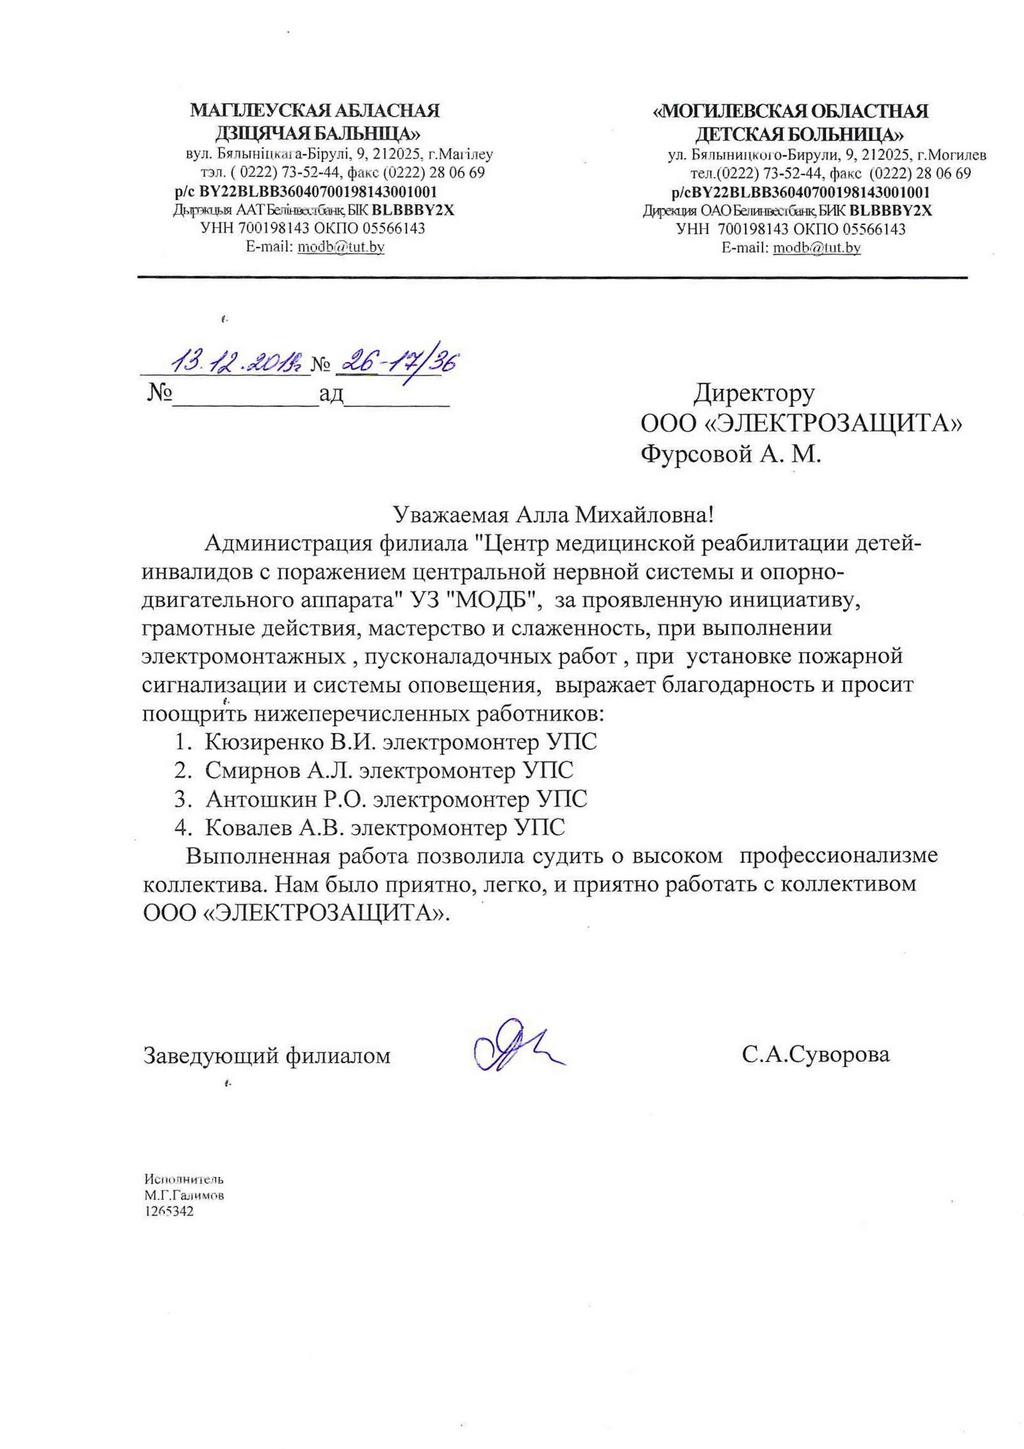 МАГІЛЕУСКАЯ АБЛАСНАЯ
ДЗІЦЯЧАЯ БАЛЬНІЦА»
вул. Бялыніцкага-Бірулі, 9, 212025, г.Магілеу
тэл. ( 0222) 73-52-44, факс (0222) 28 06 69
р/с BY22BLBB36040700198143001001
Дырэкцыя ААТ Белінвестбанк, БІК BLBBBY2X
УНН 700198143 ОКПО 05566143
E-mail: modb@tut.by
«МОГИЛЕВСКАЯ ОБЛАСТНАЯ
ДЕТСКАЯ БОЛЬНИЦА»
ул. Бялыницкого-Бирули, 9, 212025, г.Могилев
тел.(0222) 73-52-44, факс (0222) 28 06 69
р/сBY22BLBB36040700198143001001
Дирекция ОАО Белинвестбанк, БИК BLBBBY2X
УНН 700198143 ОКПО 05566143
E-mail: modb@tut.by
13.12.2019г № 26-17/36
№____________ад_________
Директору
ООО «ЭЛЕКТРОЗАЩИТА»
Фурсовой А. М.
Уважаемая Алла Михайловна!
Администрация филиала "Центр медицинской реабилитации детей-
инвалидов с поражением центральной нервной системы и опорно-
двигательного аппарата" УЗ "МОДБ", за проявленную инициативу,
грамотные действия, мастерство и слаженность, при выполнении
электромонтажных , пусконаладочных работ , при установке пожарной
сигнализации и системы оповещения, выражает благодарность и просит
поощрить нижеперечисленных работников:
1. Кюзиренко В.И. электромонтер УПС
2. Смирнов А.Л. электромонтер УПС
3. Антошкин Р.О. электромонтер УПС
4. Ковалев А.В. электромонтер УПС
Выполненная работа позволила судить о высоком профессионализме
коллектива. Нам было приятно, легко, и приятно работать с коллективом
ООО «ЭЛЕКТРОЗАЩИТА».
Заведующий филиалом С.А.Суворова
Исполнитель
М.Г.Галимов
1265342